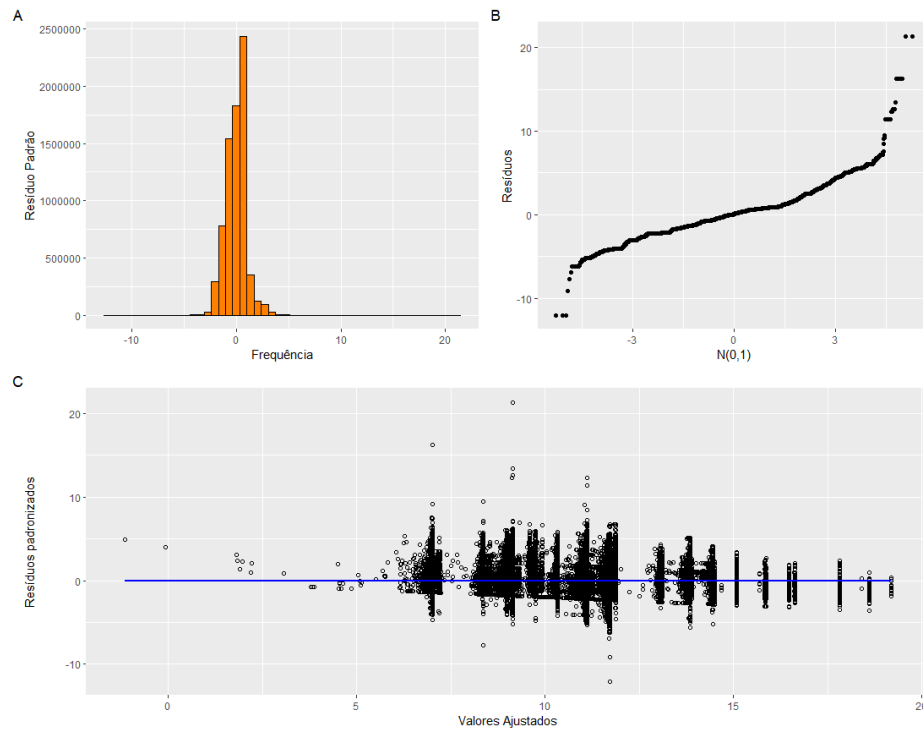 A
Resíduo Padrão
2500000
2000000
1500000
1000000
500000
0
-10
0
10
20
Frequência
B
Resíduos
20
10
0
-10
-3
0
3
N(0,1)
C
Resíduos padronizados
20
10
0
-10
0
5
10
15
20
Valores Ajustados